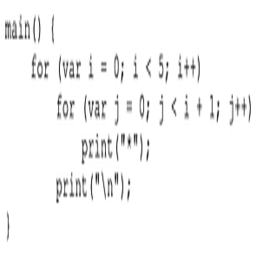 main() {
    for (var i = 0; i < 5; i++)
        for (var j = 0; j < i + 1; j++)
            print("*");
        print("\n");
}